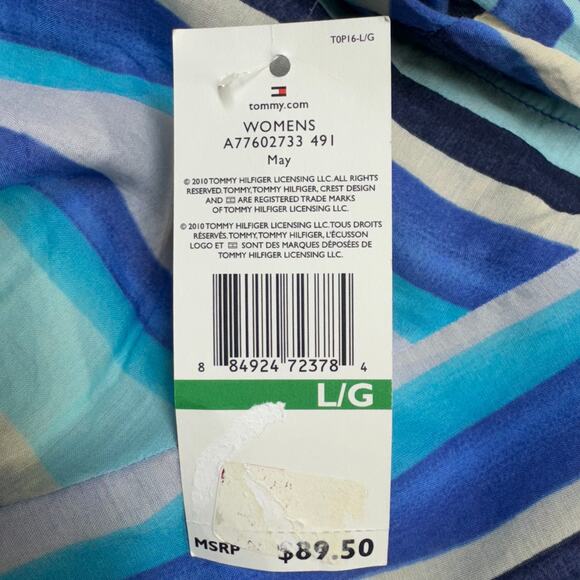 T0P16-L/G
tommy.com
WOMENS
A77602733 491
May
© 2010 TOMMY HILFIGER LICENSING LLC. ALL RIGHTS
RESERVED. TOMMY, TOMMY HILFIGER, CREST DESIGN
AND ARE REGISTERED TRADE MARKS
OF TOMMY HILFIGER LICENSING LLC.
© 2010 TOMMY HILFIGER LICENSING LLC. TOUS DROITS
RÉSERVÉS. TOMMY, TOMMY HILFIGER, L'ÉCUSSON
LOGO ET SONT DES MARQUES DÉPOSÉES DE
TOMMY HILFIGER LICENSING LLC.
8 84924 72378 4
L/G
MSRP $89.50